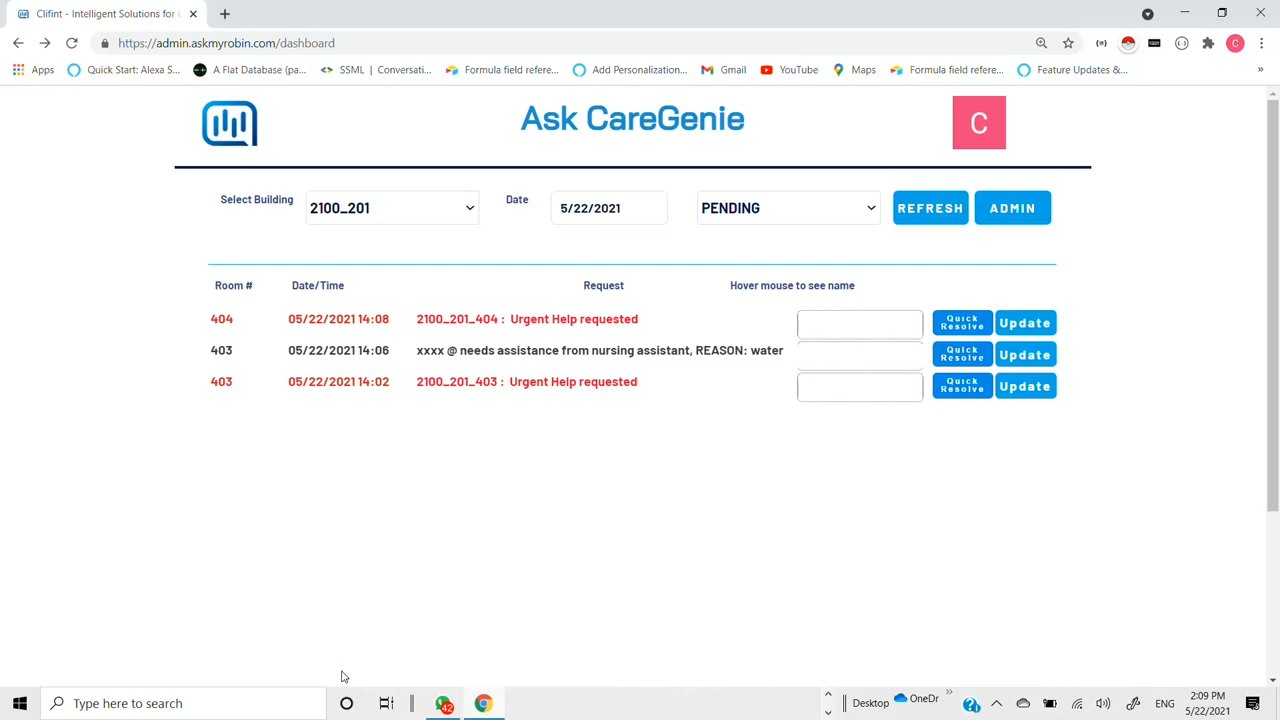 Clifint - Intelligent Solutions for C
https://admin.askmyrobin.com/dashboard
C
Apps
Quick Start: Alexa S...
A Flat Database (pa...
SSML | Conversati...
Formula field refere...
Add Personalization...
Gmail
YouTube
Maps
Formula field refere...
Feature Updates &...
»
Ask CareGenie
C
Select Building
2100_201
Date
5/22/2021
PENDING
REFRESH
ADMIN
Room #
Date/Time
Request
Hover mouse to see name
404
05/22/2021 14:08
2100_201_404 : Urgent Help requested
Quick
Resolve
Update
403
05/22/2021 14:06
xxxx @ needs assistance from nursing assistant, REASON: water
Quick
Resolve
Update
403
05/22/2021 14:02
2100_201_403 : Urgent Help requested
Quick
Resolve
Update
Type here to search
42
Desktop
OneDr
»
ENG
2:09 PM
5/22/2021